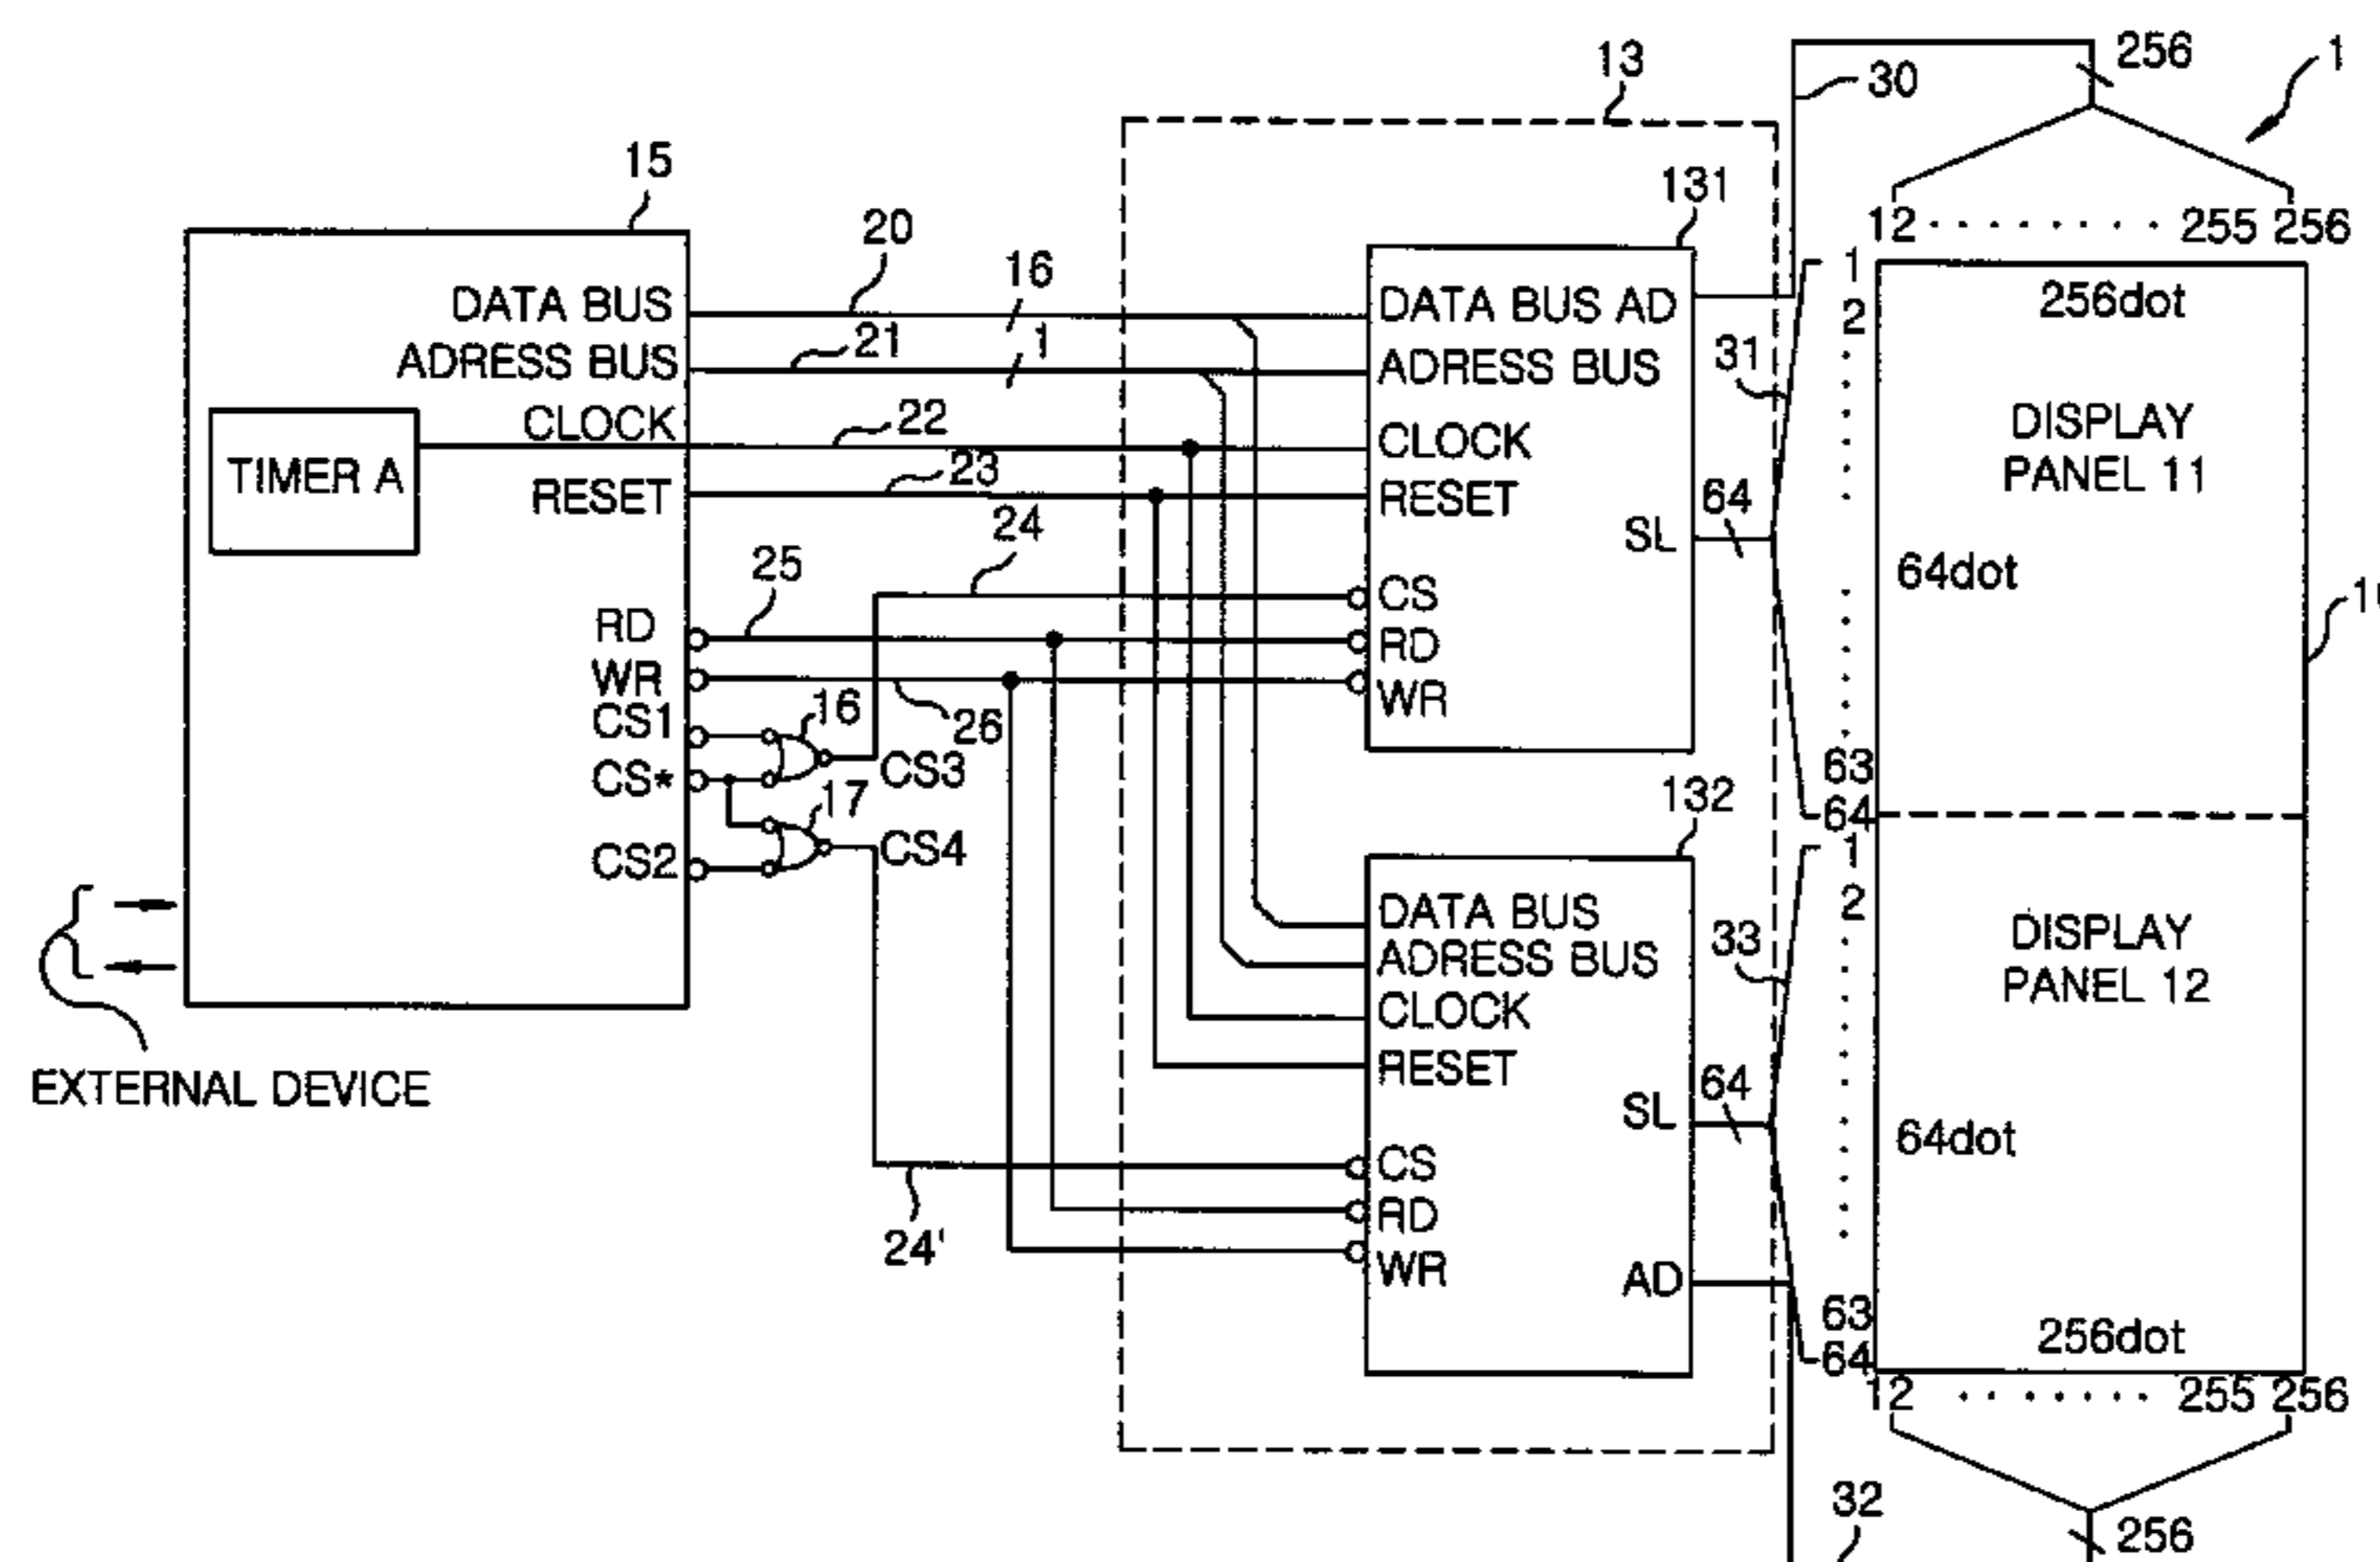 13
256
1
30
15
131
20
16
12 . . . . . . . . 255 256
DATA BUS
DATA BUS AD
1
256dot
21
1
2
ADRESS BUS
ADRESS BUS
31
CLOCK
22
CLOCK
DISPLAY
PANEL 11
TIMER A
23
RESET
RESET
64
24
SL
25
64dot
CS
RD
RD
WR
16
WR
CS1
26
63
CS*
CS3
17
132
64
CS4
1
CS2
2
DATA BUS
33
DISPLAY
PANEL 12
ADRESS BUS
CLOCK
EXTERNAL DEVICE
RESET
64
SL
64dot
CS
RD
24'
WR
AD
63
256dot
64
12 . . . . . . . 255 256
32
256